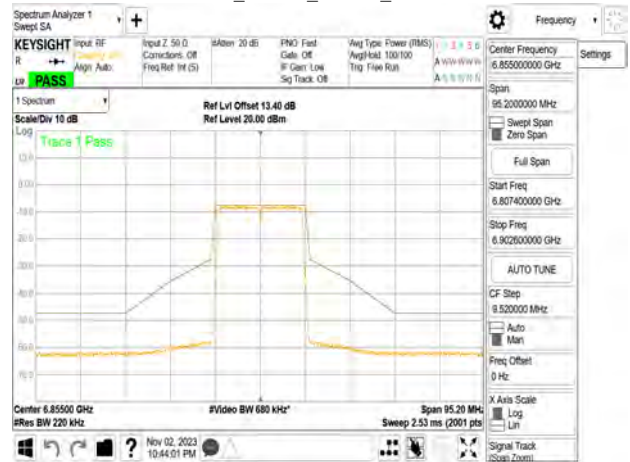 Spectrum Analyzer 1
Swept SA
+
Frequency
KEYSIGHT
Input: RF
Align: Auto
R
LW
PASS
Input Z: 50 Ω
Corrections: Off
Freq Ref: Int (S)
#Atten: 20 dB
PNO: Fast
Gate: Off
IF Gain: Low
Sig Track: Off
Avg Type: Power (RMS)
Avg|Hold: 100/100
Trig: Free Run
Center Frequency
6.855000000 GHz
Settings
Span
95.2000000 MHz
Swept Span
Zero Span
Full Span
Start Freq
6.807400000 GHz
Stop Freq
6.902600000 GHz
AUTO TUNE
CF Step
9.520000 MHz
Auto
Man
Freq Offset
0 Hz
X Axis Scale
Log
Lin
Signal Track
(Span Zoom)
1 Spectrum
Scale/Div 10 dB
Ref Lvl Offset 13.40 dB
Ref Level 20.00 dBm
Log
Trace 1 Pass
Center 6.85500 GHz
#Video BW 680 kHz*
Span 95.20 MHz
#Res BW 220 kHz
Sweep 2.53 ms (2001 pts
?
Nov 02, 2023
10:44:01 PM